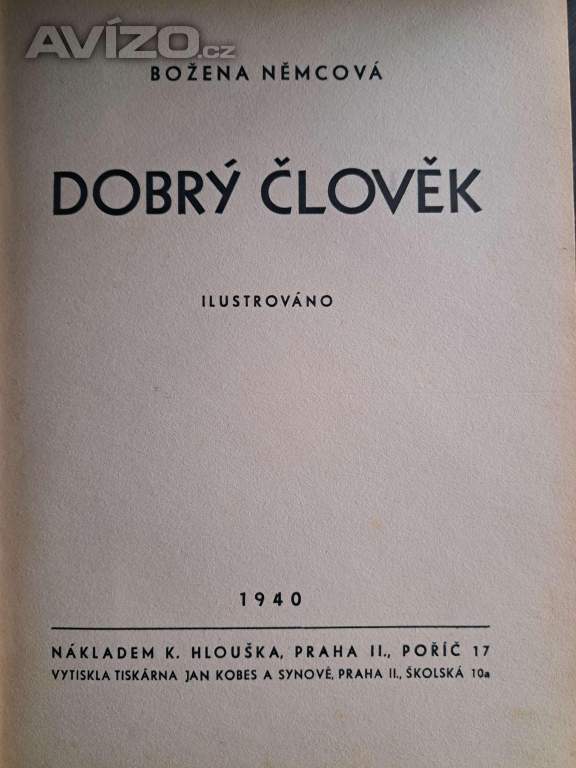 AVÍZO.cz
BOŽENA NĚMCOVÁ
DOBRÝ ČLOVĚK
ILUSTROVÁNO
1940
NÁKLADEM K. HLOUŠKA, PRAHA II., POŘÍČ 17
VYTISKLA TISKÁRNA JAN KOBES A SYNOVÉ, PRAHA II., ŠKOLSKÁ 10a